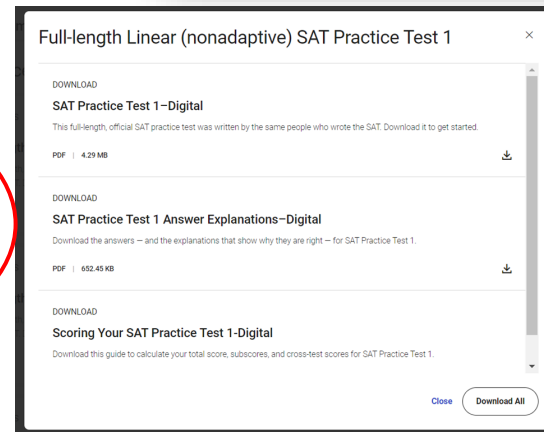 Full-length Linear (nonadaptive) SAT Practice Test 1
DOWNLOAD
SAT Practice Test 1–Digital
This full-length, official SAT practice test was written by the same people who wrote the SAT. Download it to get started.
PDF | 4.29 MB
DOWNLOAD
SAT Practice Test 1 Answer Explanations–Digital
Download the answers — and the explanations that show why they are right — for SAT Practice Test 1.
PDF | 652.45 KB
DOWNLOAD
Scoring Your SAT Practice Test 1-Digital
Download this guide to calculate your total score, subscores, and cross-test scores for SAT Practice Test 1.
Close Download All